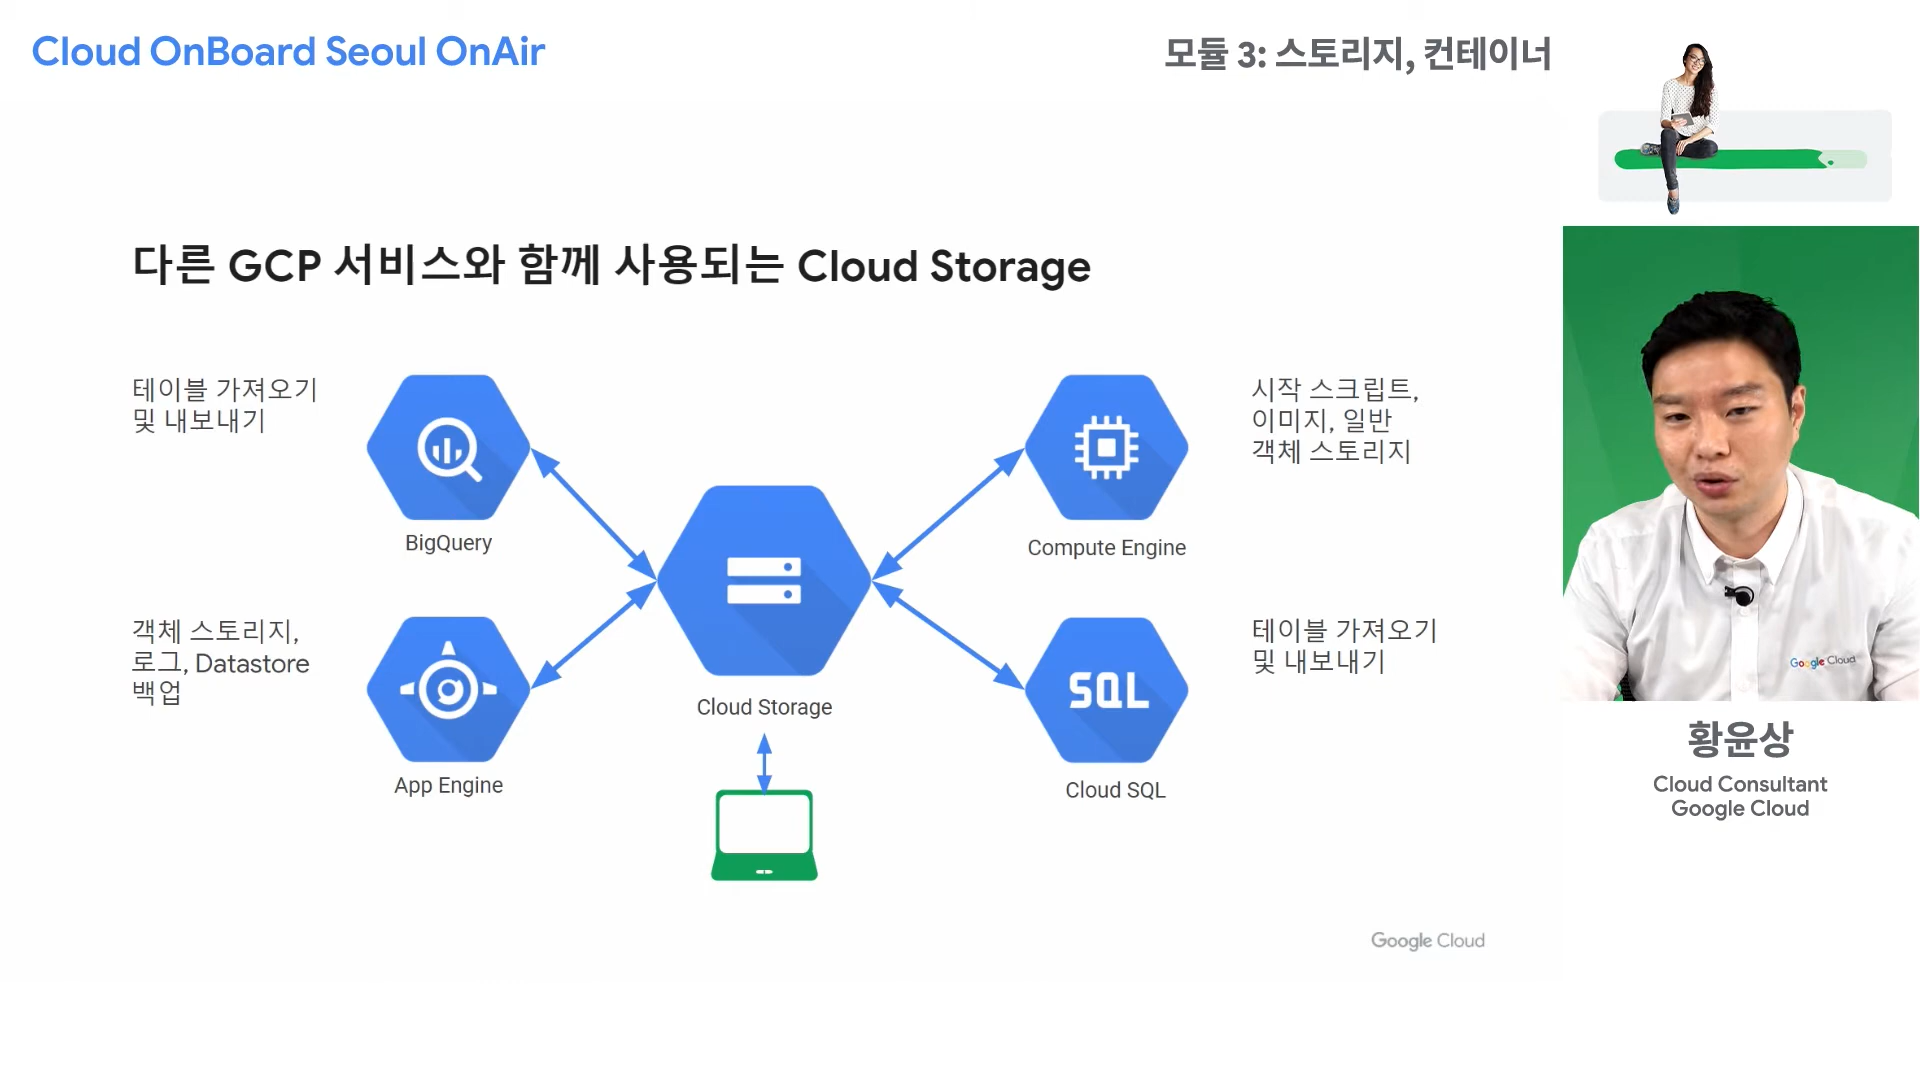 Cloud OnBoard Seoul OnAir
모듈 3: 스토리지, 컨테이너
다른 GCP 서비스와 함께 사용되는 Cloud Storage
테이블 가져오기
및 내보내기
BigQuery
시작 스크립트,
이미지, 일반
객체 스토리지
Compute Engine
객체 스토리지,
로그, Datastore
백업
App Engine
Cloud Storage
SQL
Cloud SQL
테이블 가져오기
및 내보내기
Google Cloud
Google Cloud
황윤상
Cloud Consultant
Google Cloud